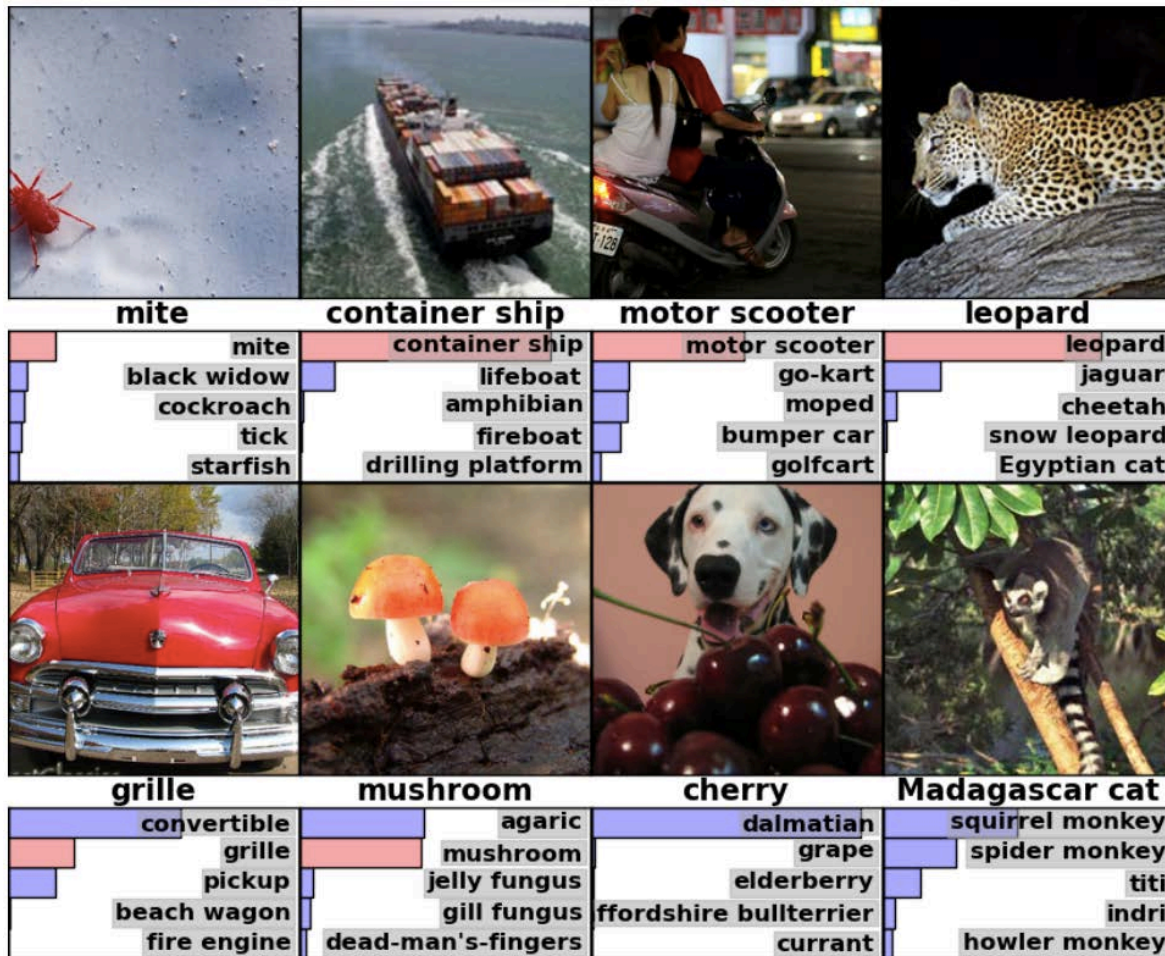 mite
container ship
motor scooter
leopard
mite
black widow
cockroach
tick
starfish
container ship
lifeboat
amphibian
fireboat
drilling platform
motor scooter
go-kart
moped
bumper car
golfcart
leopard
jaguar
cheetah
snow leopard
Egyptian cat
grille
mushroom
cherry
Madagascar cat
convertible
grille
pickup
beach wagon
fire engine
agaric
mushroom
jelly fungus
gill fungus
dead-man's-fingers
dalmatian
grape
elderberry
ffordshire bullterrier
currant
squirrel monkey
spider monkey
titi
indri
howler monkey